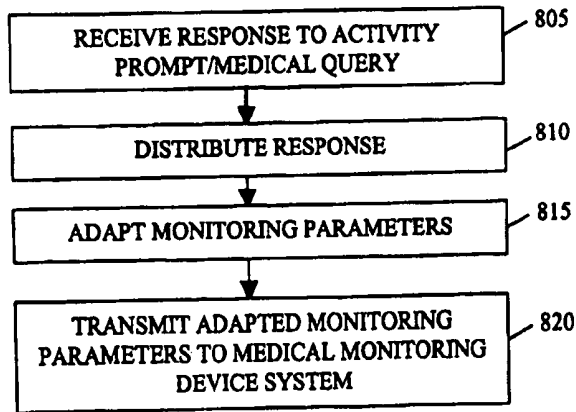 RECEIVE RESPONSE TO ACTIVITY
PROMPT/MEDICAL QUERY
805
DISTRIBUTE RESPONSE
810
ADAPT MONITORING PARAMETERS
815
TRANSMIT ADAPTED MONITORING
PARAMETERS TO MEDICAL MONITORING
DEVICE SYSTEM
820